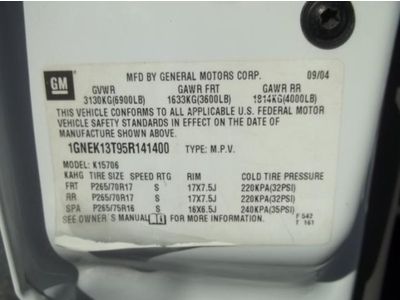 GM
MFD BY GENERAL MOTORS CORP. 09/04
GVWR GAWR FRT GAWR RR
3130KG(6900LB) 1633KG(3600LB) 1814KG(4000LB)
THIS VEHICLE CONFORMS TO ALL APPLICABLE U.S. FEDERAL MOTOR
VEHICLE SAFETY STANDARDS IN EFFECT ON THE DATE OF
MANUFACTURE SHOWN ABOVE.
1GNEK13T95R141400 TYPE: M.P.V.
MODEL: K15706
KAHG TIRE SIZE SPEED RTG RIM COLD TIRE PRESSURE
FRT P265/70R17 S 17X7.5J 220KPA(32PSI)
RR P265/70R17 S 17X7.5J 220KPA(32PSI)
SPA P265/75R16 S 16X6.5J 240KPA(35PSI)
SEE OWNER'S MANUAL FOR MORE INFORMATION.
F 542
T 161